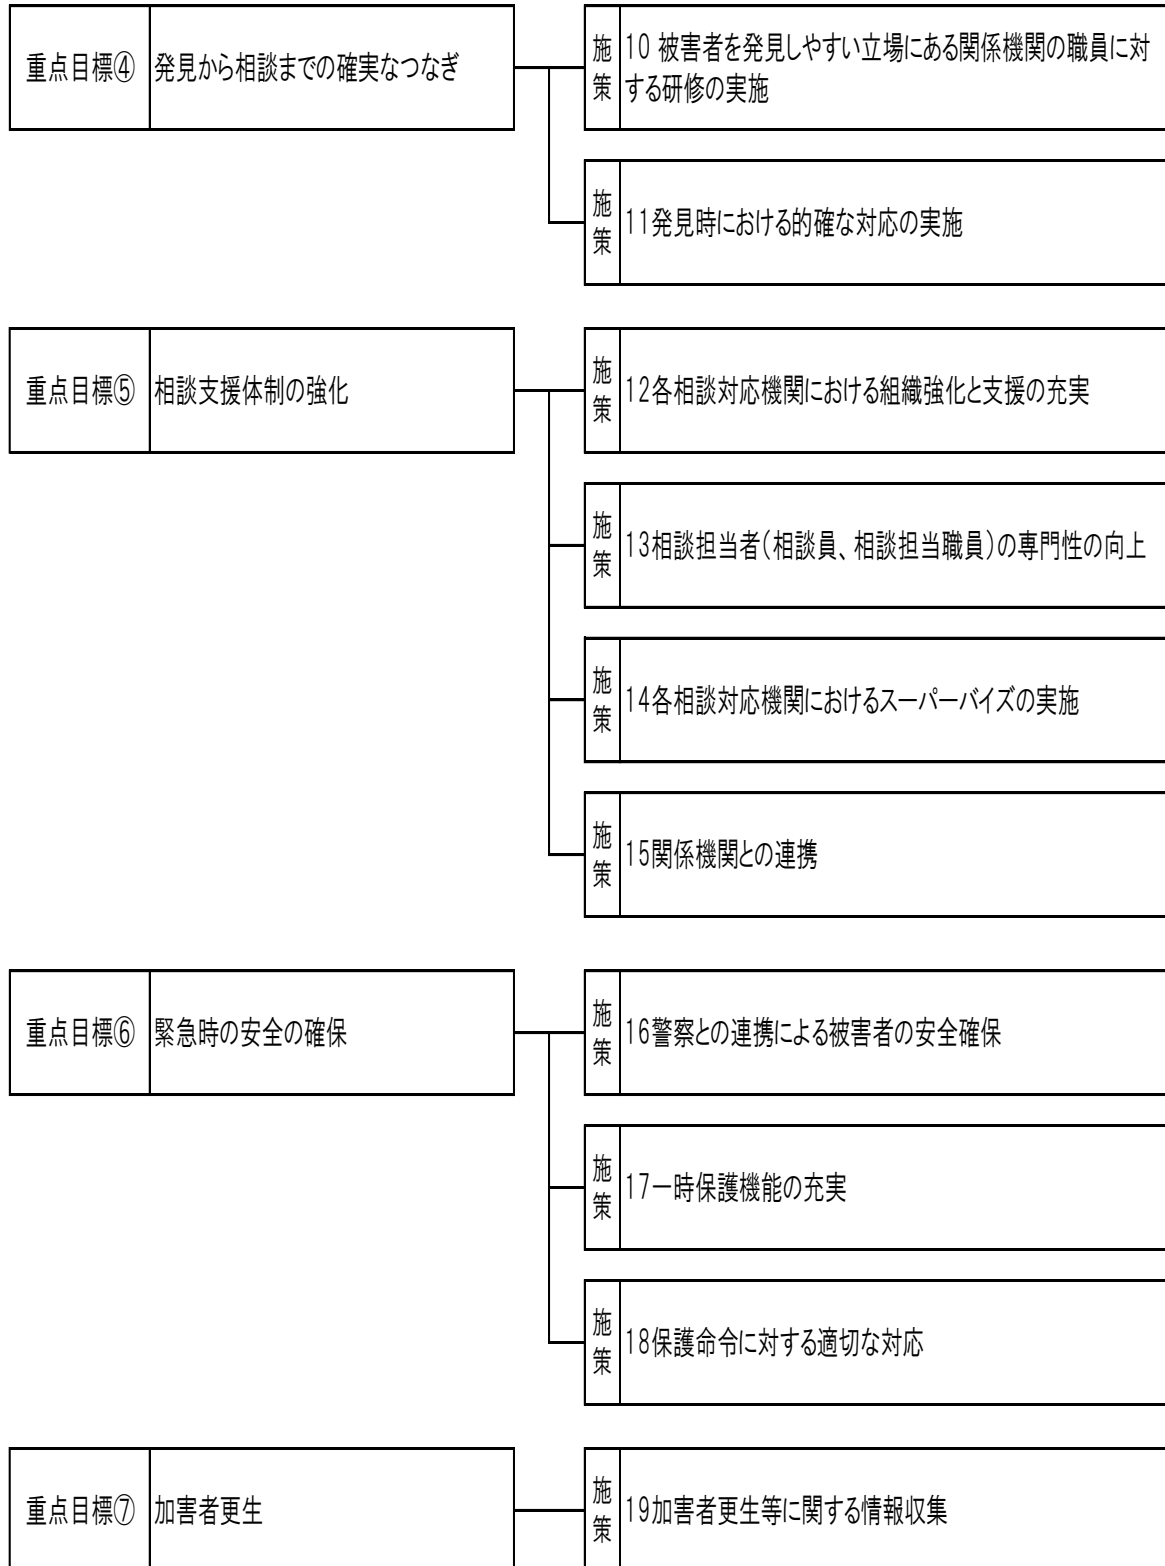 重点目標④
発見から相談までの確実なつなぎ
施策
10 被害者を発見しやすい立場にある関係機関の職員に対
する研修の実施
施策
11発見時における的確な対応の実施
重点目標⑤
相談支援体制の強化
施策
12各相談対応機関における組織強化と支援の充実
施策
13相談担当者(相談員、相談担当職員)の専門性の向上
施策
14各相談対応機関におけるスーパーバイズの実施
施策
15関係機関との連携
重点目標⑥
緊急時の安全の確保
施策
16警察との連携による被害者の安全確保
施策
17一時保護機能の充実
施策
18保護命令に対する適切な対応
重点目標⑦
加害者更生
施策
19加害者更生等に関する情報収集